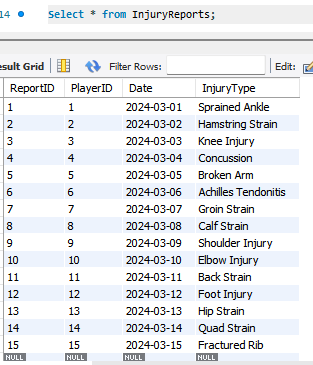 14 Select * from InjuryReports;
Result Grid Filter Rows: Edit:
ReportID PlayerID Date InjuryType
1 1 2024-03-01 Sprained Ankle
2 2 2024-03-02 Hamstring Strain
3 3 2024-03-03 Knee Injury
4 4 2024-03-04 Concussion
5 5 2024-03-05 Broken Arm
6 6 2024-03-06 Achilles Tendonitis
7 7 2024-03-07 Groin Strain
8 8 2024-03-08 Calf Strain
9 9 2024-03-09 Shoulder Injury
10 10 2024-03-10 Elbow Injury
11 11 2024-03-11 Back Strain
12 12 2024-03-12 Foot Injury
13 13 2024-03-13 Hip Strain
14 14 2024-03-14 Quad Strain
15 15 2024-03-15 Fractured Rib
NULL NULL NULL NULL